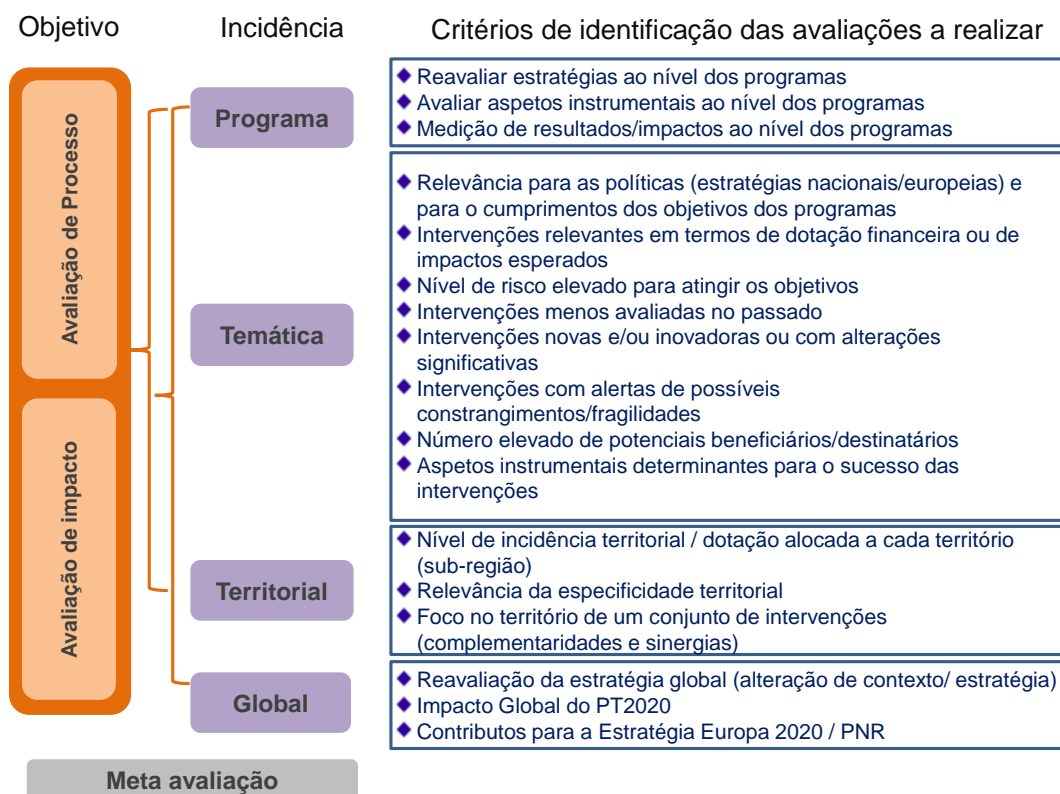 Objetivo
Incidência
Critérios de identificação das avaliações a realizar
Avaliação de Processo
Avaliação de impacto
Programa
Reavaliar estratégias ao nível dos programas
Avaliar aspetos instrumentais ao nível dos programas
Medição de resultados/impactos ao nível dos programas
Temática
Relevância para as políticas (estratégias nacionais/europeias) e
para o cumprimentos dos objetivos dos programas
Intervenções relevantes em termos de dotação financeira ou de
impactos esperados
Nível de risco elevado para atingir os objetivos
Intervenções menos avaliadas no passado
Intervenções novas e/ou inovadoras ou com alterações
significativas
Intervenções com alertas de possíveis
constrangimentos/fragilidades
Número elevado de potenciais beneficiários/destinatários
Aspetos instrumentais determinantes para o sucesso das
intervenções
Territorial
Nível de incidência territorial / dotação alocada a cada território
(sub-região)
Relevância da especificidade territorial
Foco no território de um conjunto de intervenções
(complementaridades e sinergias)
Global
Reavaliação da estratégia global (alteração de contexto/ estratégia)
Impacto Global do PT2020
Contributos para a Estratégia Europa 2020 / PNR
Meta avaliação